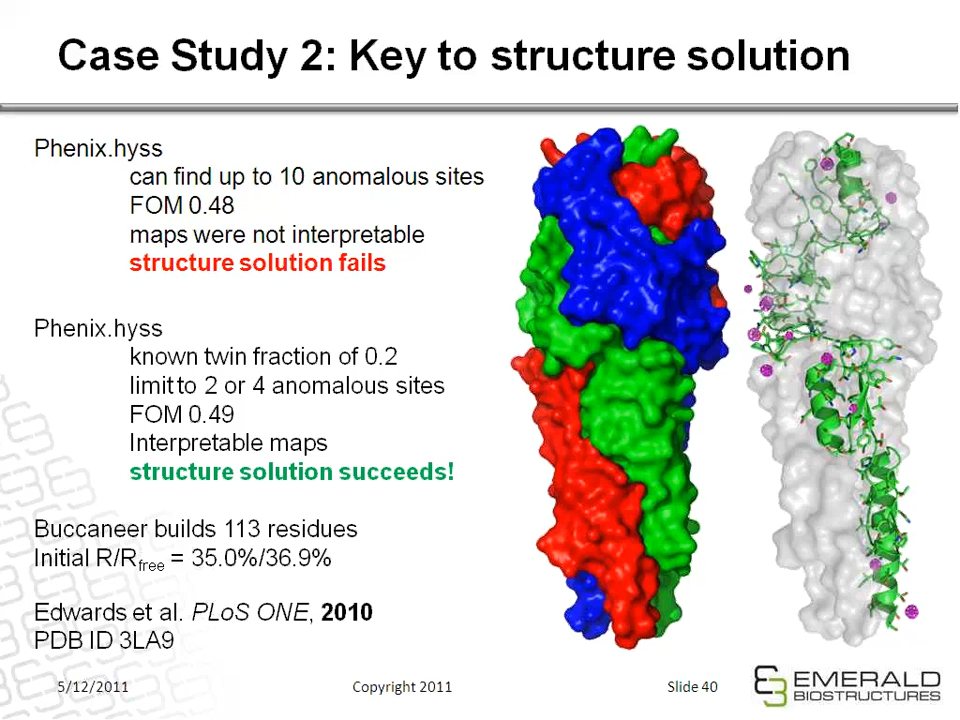 Case Study 2: Key to structure solution
Phenix.hyss
can find up to 10 anomalous sites
FOM 0.48
maps were not interpretable
structure solution fails
Phenix.hyss
known twin fraction of 0.2
limit to 2 or 4 anomalous sites
FOM 0.49
Interpretable maps
structure solution succeeds!
Buccaneer builds 113 residues
Initial R/Rfree = 35.0%/36.9%
Edwards et al. PLoS ONE, 2010
PDB ID 3LA9
5/12/2011
Copyright 2011
Slide 40
EMERALD
BIOSTRUCTURES